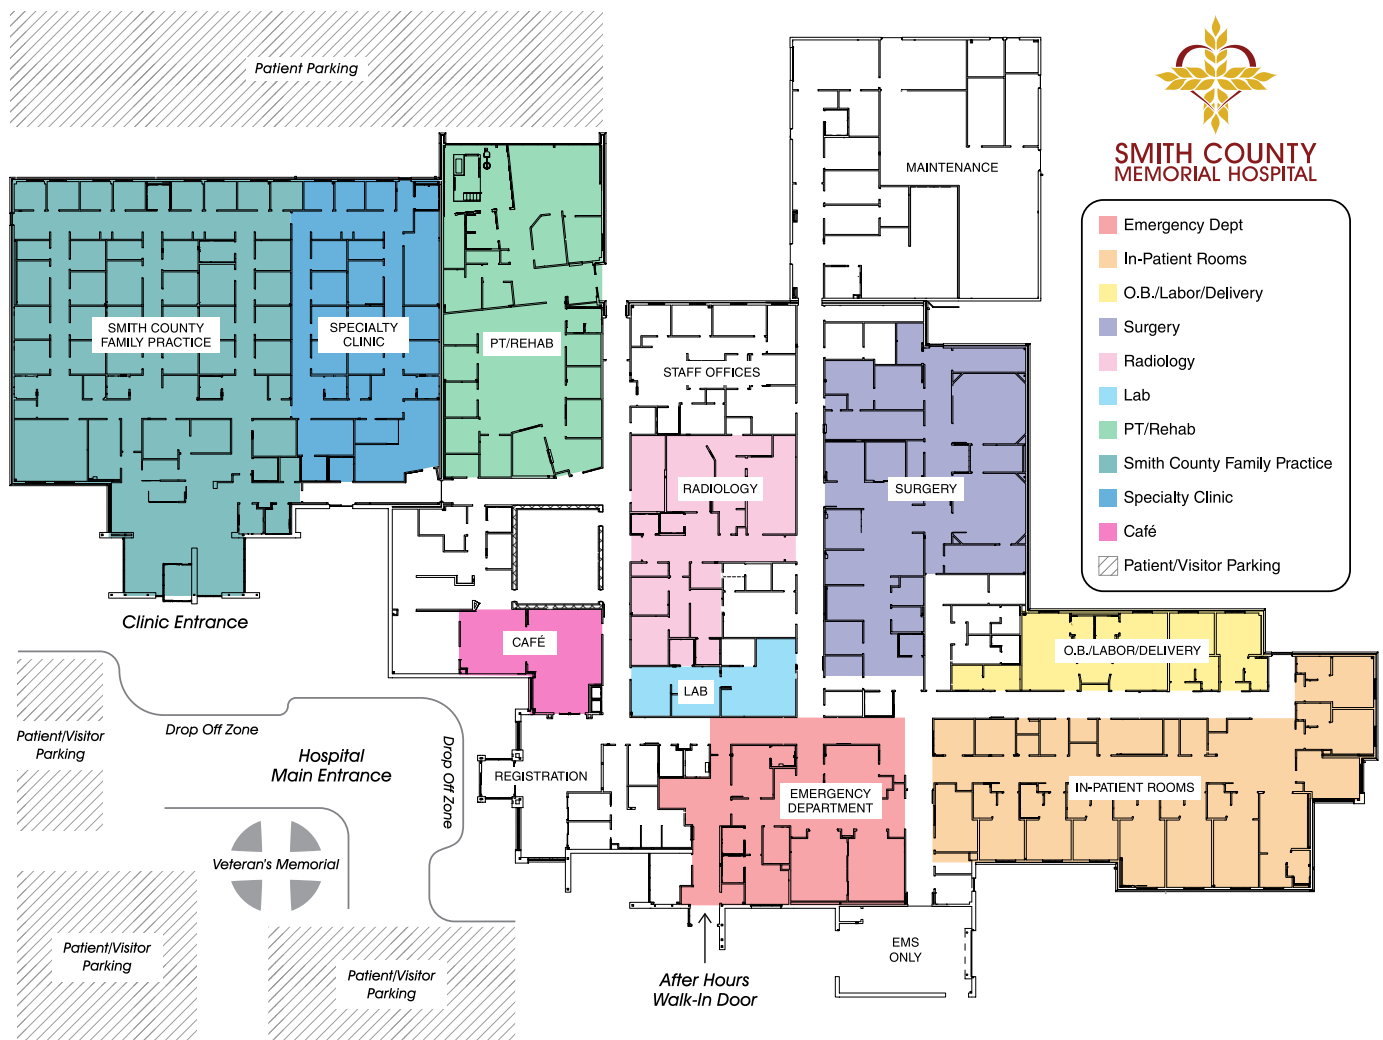 Patient Parking
SMITH COUNTY
MEMORIAL HOSPITAL
MAINTENANCE
Emergency Dept
In-Patient Rooms
O.B./Labor/Delivery
Surgery
Radiology
Lab
PT/Rehab
Smith County Family Practice
Specialty Clinic
Café
Patient/Visitor Parking
SMITH COUNTY
FAMILY PRACTICE
SPECIALTY
CLINIC
PT/REHAB
STAFF OFFICES
RADIOLOGY
SURGERY
Clinic Entrance
CAFÉ
O.B./LABOR/DELIVERY
LAB
Drop Off Zone
Patient/Visitor
Parking
Hospital
Main Entrance
Drop Off Zone
REGISTRATION
EMERGENCY
DEPARTMENT
IN-PATIENT ROOMS
Veteran's Memorial
Patient/Visitor
Parking
Patient/Visitor
Parking
After Hours
Walk-In Door
EMS
ONLY